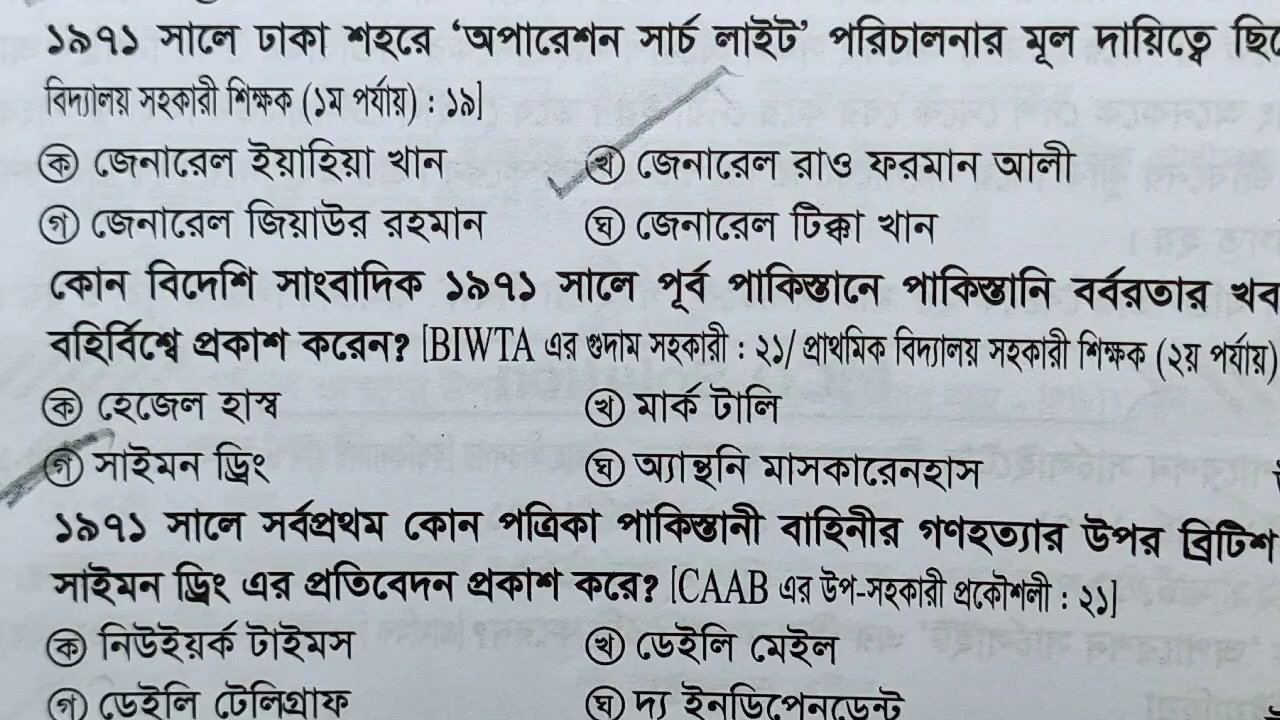 ১৯৭১ সালে ঢাকা শহরে ‘অপারেশন সার্চ লাইট’ পরিচালনার মূল দায়িত্বে
বিদ্যালয় সহকারী শিক্ষক (১ম পর্যায়) : ১৯]
ক জেনারেল ইয়াহিয়া খান খ জেনারেল রাও ফরমান আলী
গ জেনারেল জিয়াউর রহমান ঘ জেনারেল টিক্কা খান
কোন বিদেশি সাংবাদিক ১৯৭১ সালে পূর্ব পাকিস্তানে পাকিস্তানি বর্বরতার
বহির্বিশ্বে প্রকাশ করেন? [BIWTA এর গুদাম সহকারী : ২১/ প্রাথমিক বিদ্যালয় সহকারী শিক্ষক (২য় পর্যায়)
ক হেজেল হাস্ব খ মার্ক টালি
গ সাইমন ড্রিং ঘ অ্যান্থনি মাসকারেনহাস
১৯৭১ সালে সর্বপ্রথম কোন পত্রিকা পাকিস্তানী বাহিনীর গণহত্যার উপর ব্রিটিশ
সাইমন ড্রিং এর প্রতিবেদন প্রকাশ করে? [CAAB এর উপ-সহকারী প্রকৌশলী : ২১]
ক নিউইয়র্ক টাইমস খ ডেইলি মেইল
গ ডেইলি টেলিগ্রাফ ঘ দ্য ইনডিপেনডেন্ট